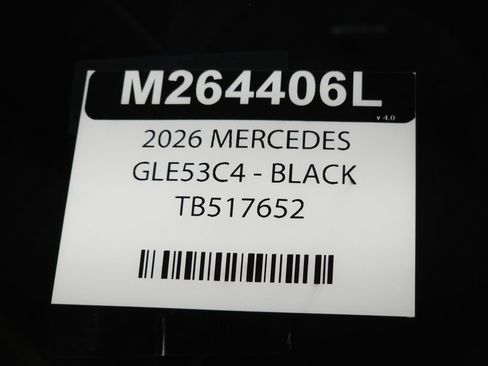 M264406L
v 4.0
2026 MERCEDES
GLE53C4 - BLACK
TB517652